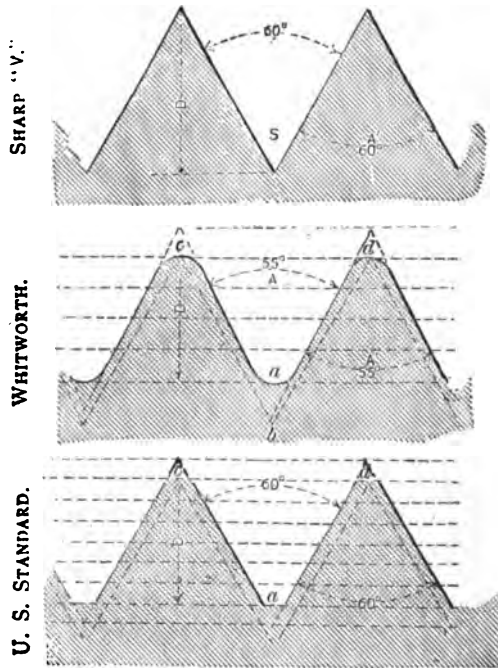 SHARP "V."
60°
D
S
A
60°
WHITWORTH.
c
d
55°
A
D
a
A
55
b
U. S. STANDARD.
60°
D
a
60°